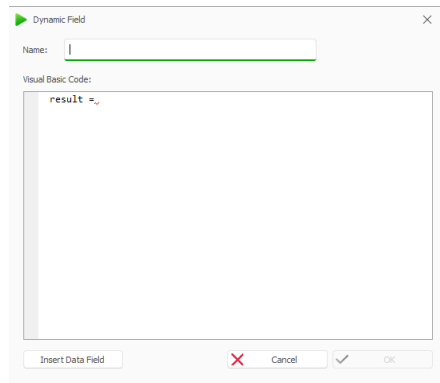 Dynamic Field
Name:
Visual Basic Code:
result =
Insert Data Field
Cancel
OK